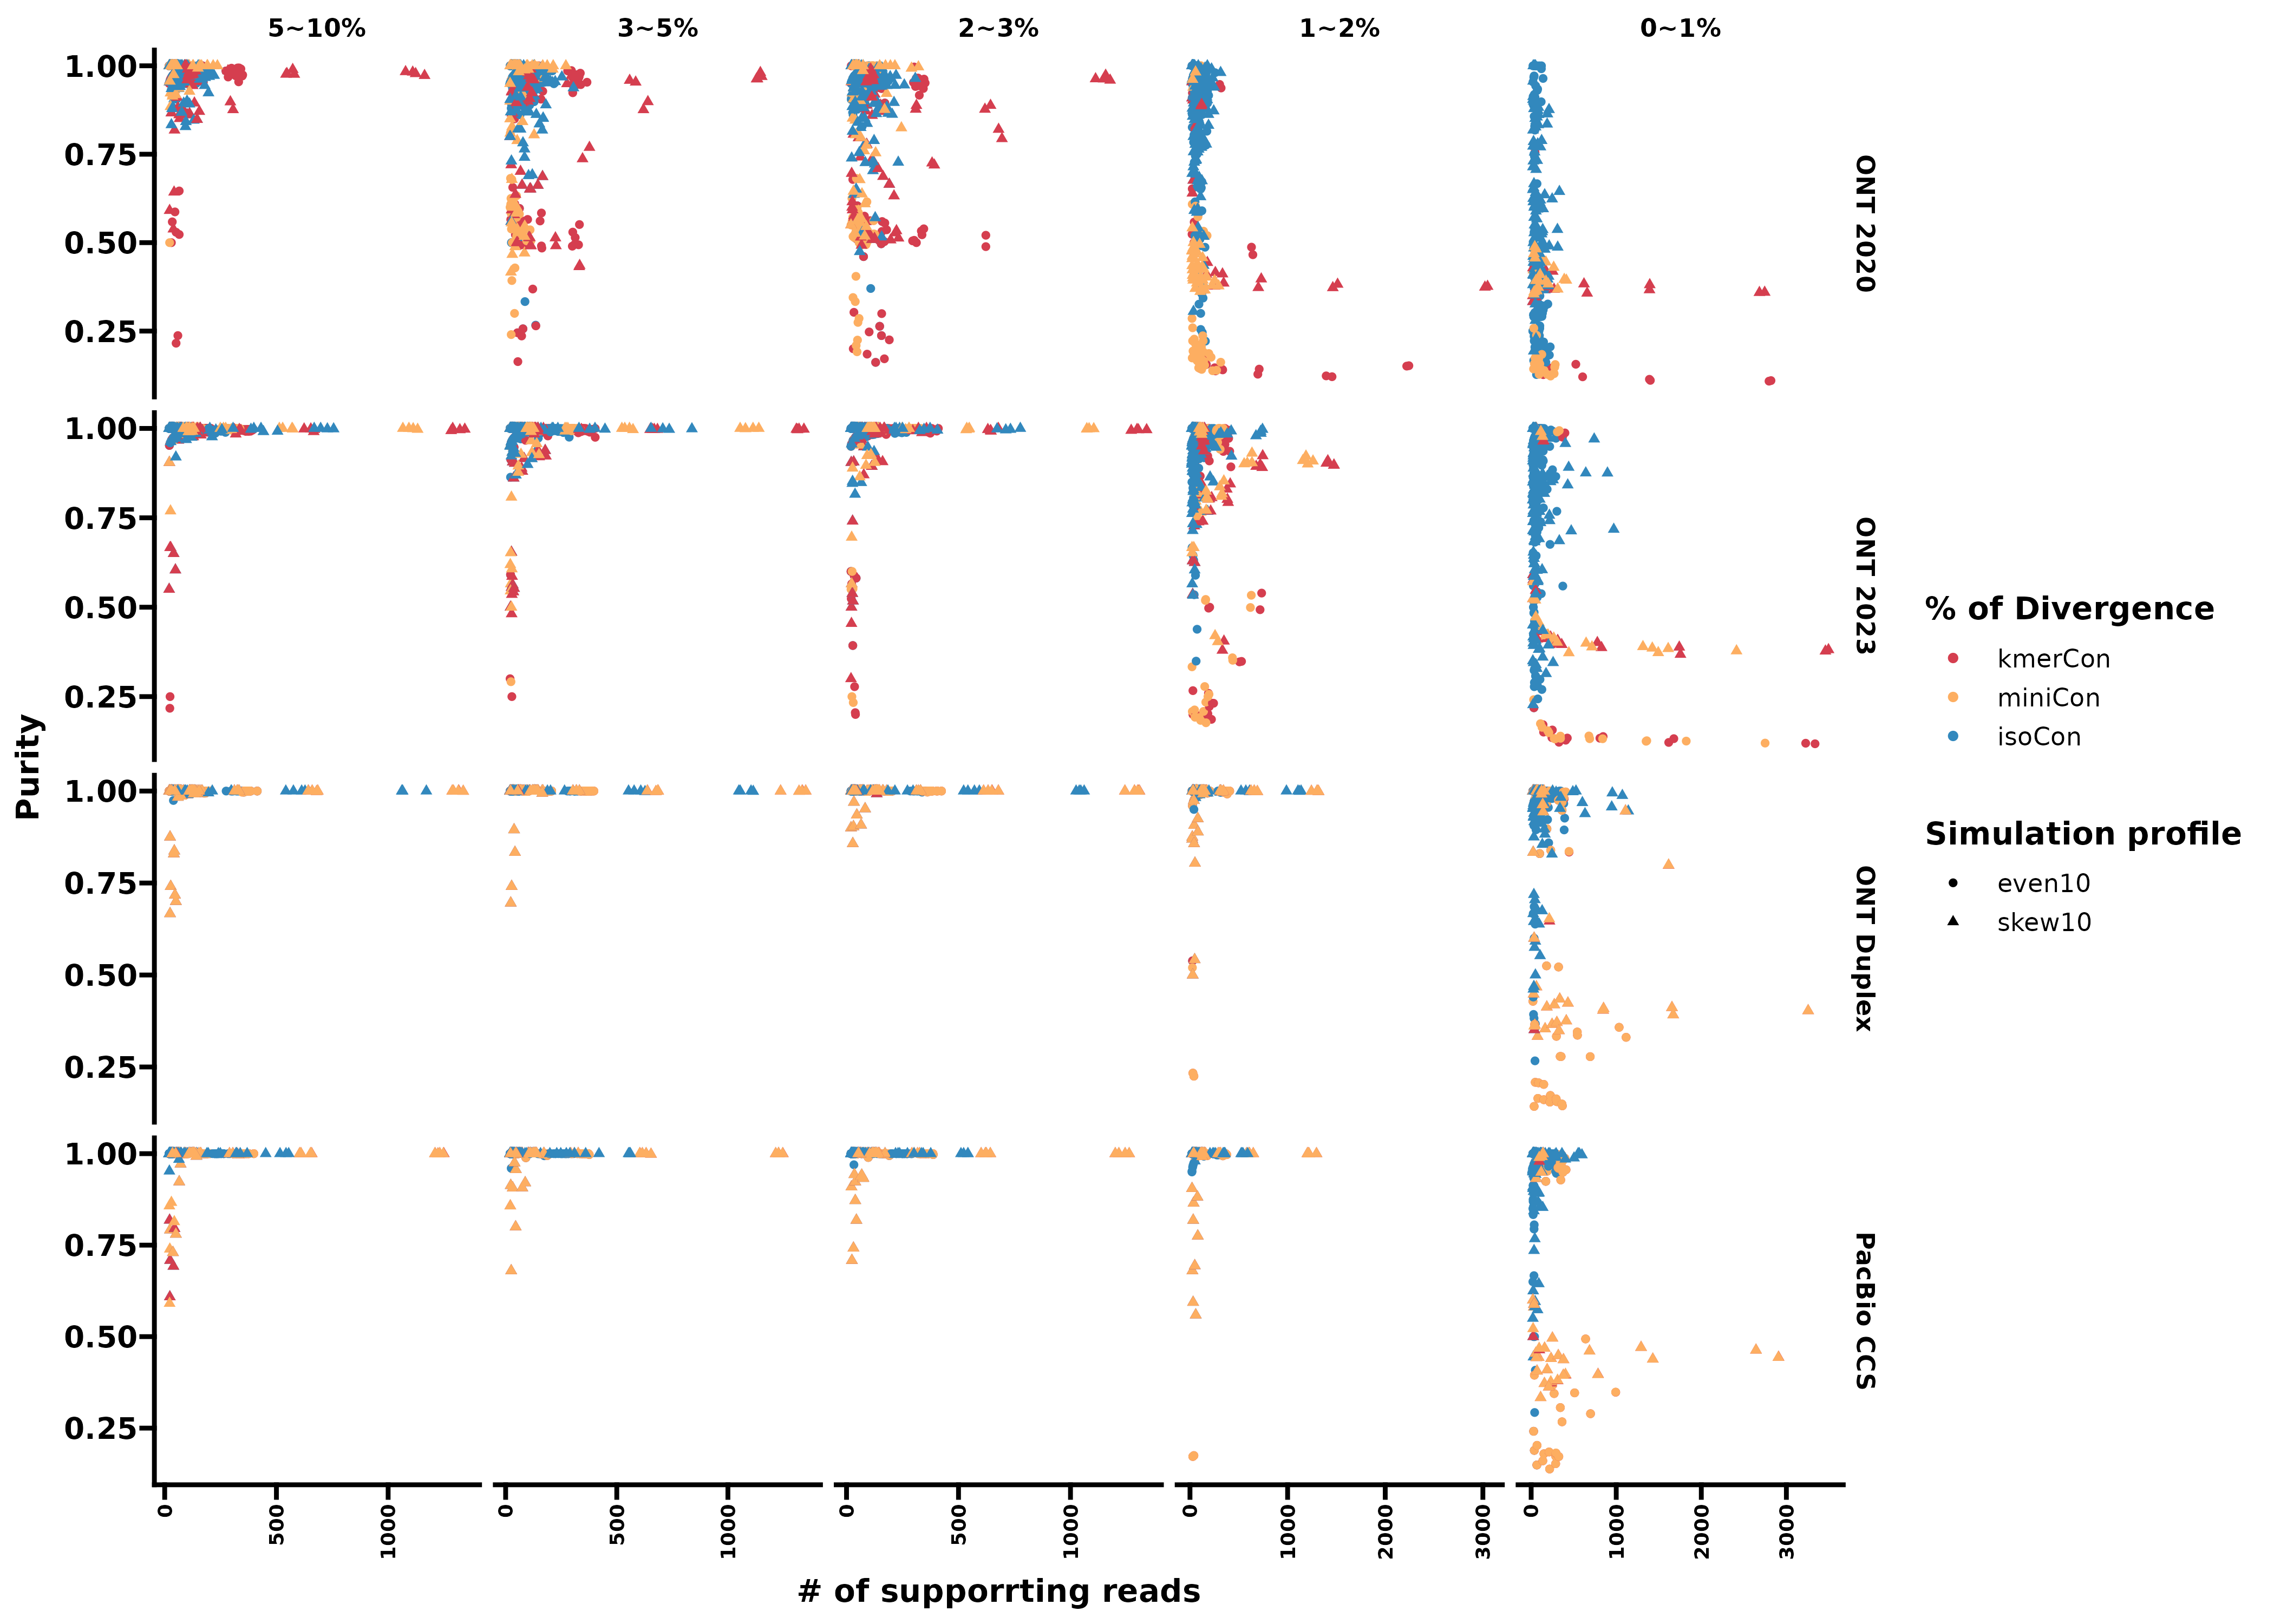 5~10% 3~5% 2~3% 1~2% 0~1%
1.00
0.75
0.50
0.25
ONT 2020
1.00
0.75
0.50
0.25
ONT 2023
Purity
1.00
0.75
0.50
0.25
ONT Duplex
1.00
0.75
0.50
0.25
PacBio CCS
0 500 1000 0 500 1000 0 500 1000 0 1000 2000 3000 0 1000 2000 3000
# of supporrting reads
% of Divergence
kmerCon
miniCon
isoCon
Simulation profile
even10
skew10